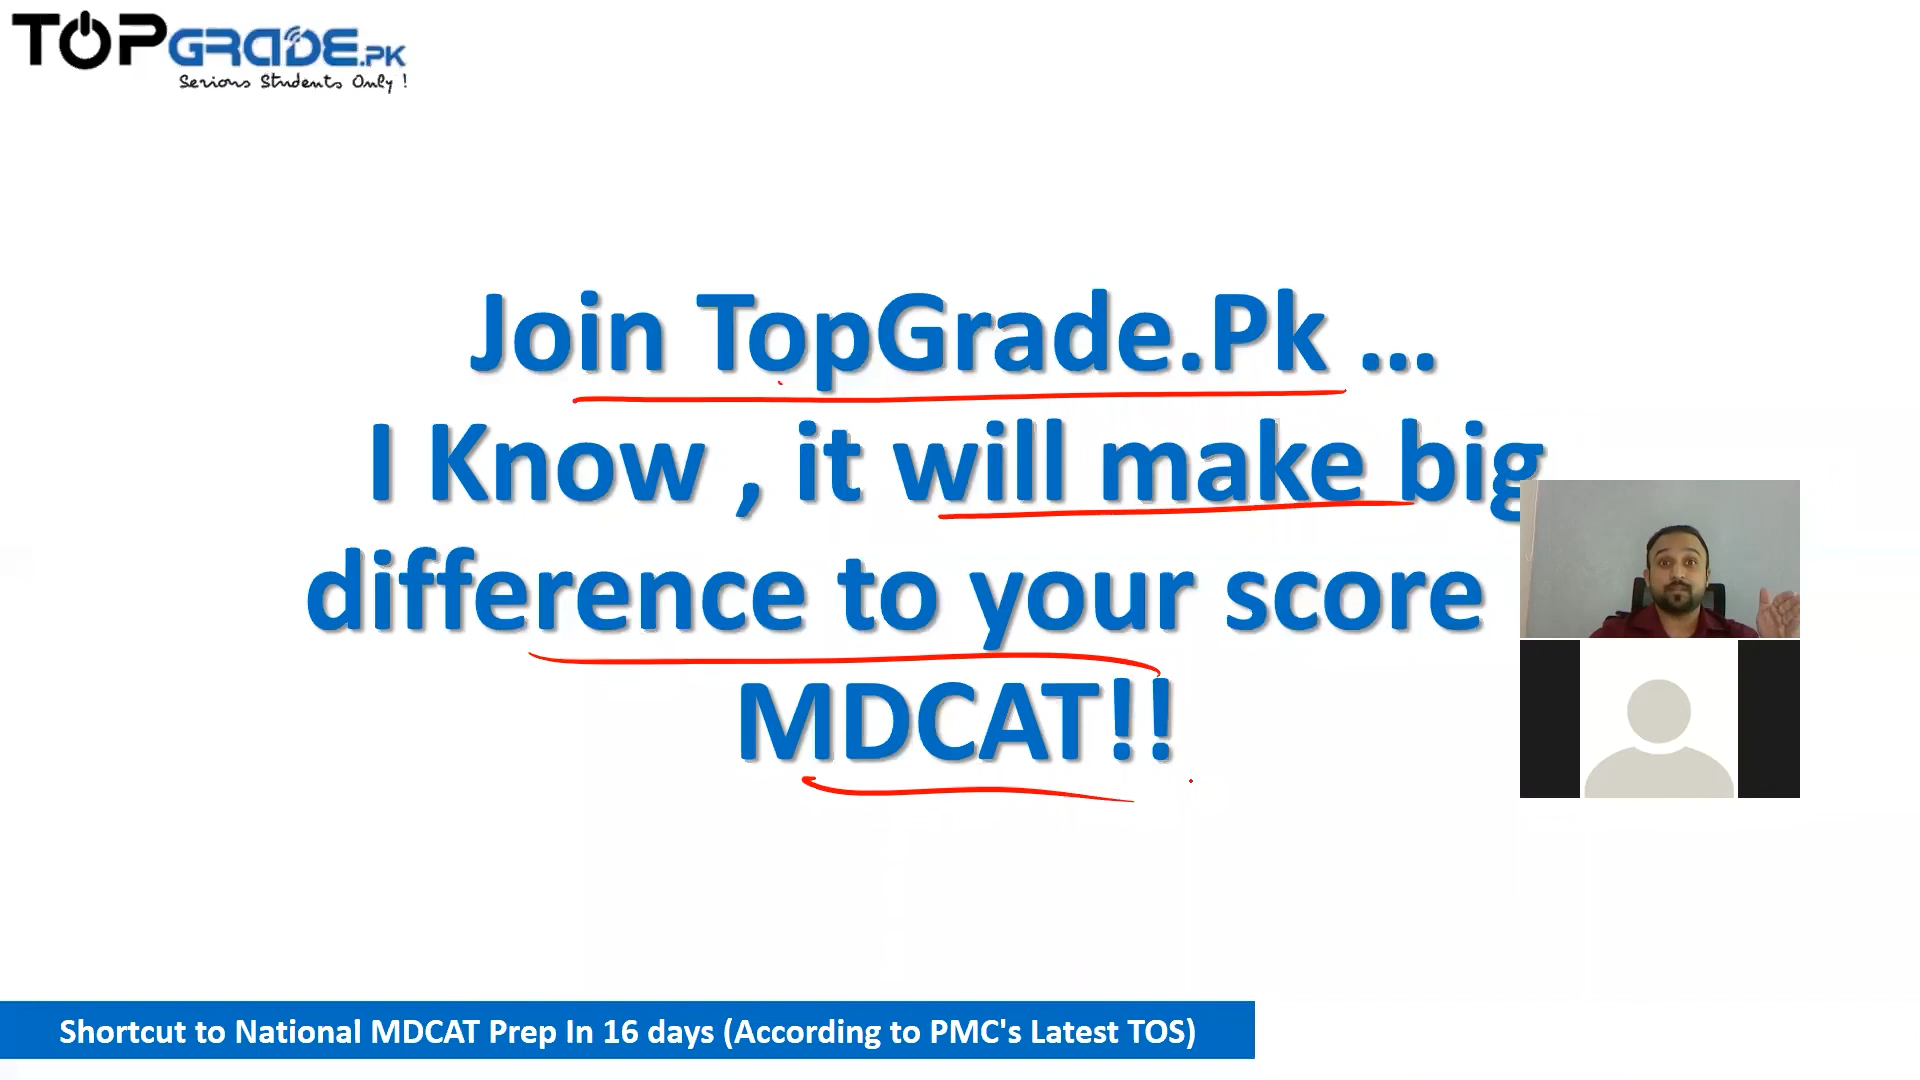 TOPGRADE.PK
Serious Students Only !
Join TopGrade.Pk ...
I Know , it will make big
difference to your score
MDCAT!!
Shortcut to National MDCAT Prep In 16 days (According to PMC's Latest TOS)